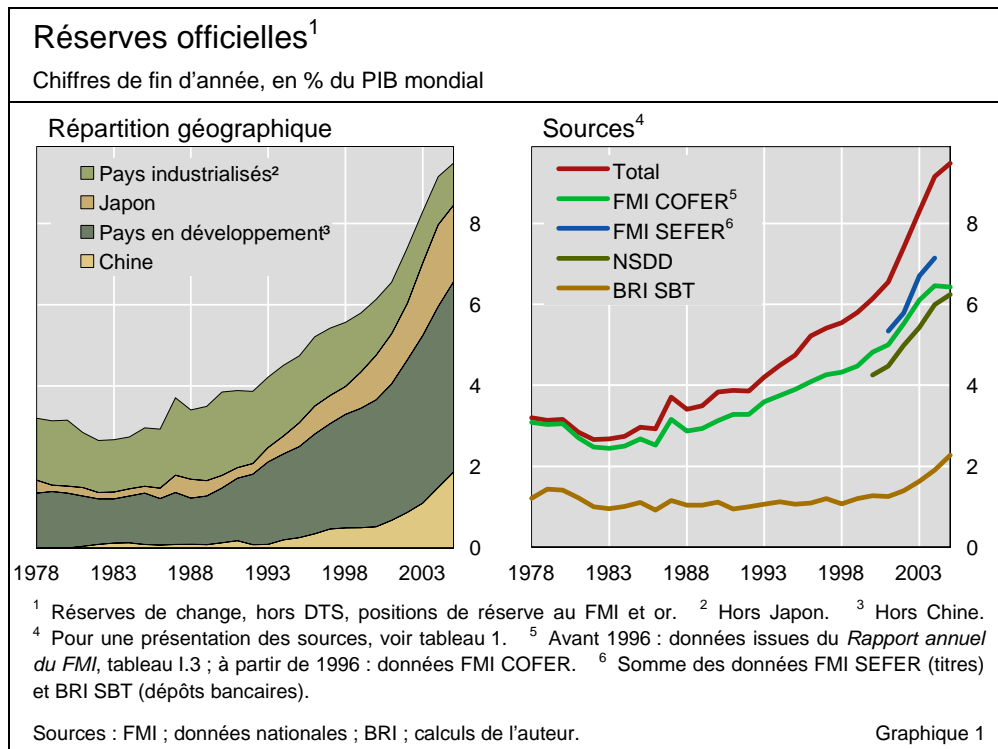 Réserves officielles¹
Chiffres de fin d'année, en % du PIB mondial
Répartition géographique
Pays industrialisés²
Japon
Pays en développement³
Chine
8
6
4
2
0
1978 1983 1988 1993 1998 2003
Sources⁴
Total
FMI COFER⁵
FMI SEFER⁶
NSDD
BRI SBT
8
6
4
2
0
1978 1983 1988 1993 1998 2003
¹ Réserves de change, hors DTS, positions de réserve au FMI et or. ² Hors Japon. ³ Hors Chine.
⁴ Pour une présentation des sources, voir tableau 1. ⁵ Avant 1996 : données issues du Rapport annuel
du FMI, tableau I.3 ; à partir de 1996 : données FMI COFER. ⁶ Somme des données FMI SEFER (titres)
et BRI SBT (dépôts bancaires).
Sources : FMI ; données nationales ; BRI ; calculs de l'auteur. Graphique 1